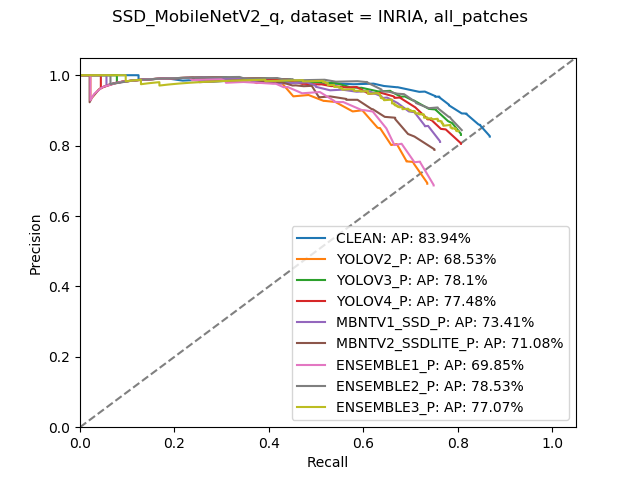 SSD_MobileNetV2_q, dataset = INRIA, all_patches
1.0
0.8
0.6
0.4
0.2
0.0
Precision
CLEAN: AP: 83.94%
YOLOV2_P: AP: 68.53%
YOLOV3_P: AP: 78.1%
YOLOV4_P: AP: 77.48%
MBNTV1_SSD_P: AP: 73.41%
MBNTV2_SSDLITE_P: AP: 71.08%
ENSEMBLE1_P: AP: 69.85%
ENSEMBLE2_P: AP: 78.53%
ENSEMBLE3_P: AP: 77.07%
0.0 0.2 0.4 0.6 0.8 1.0
Recall